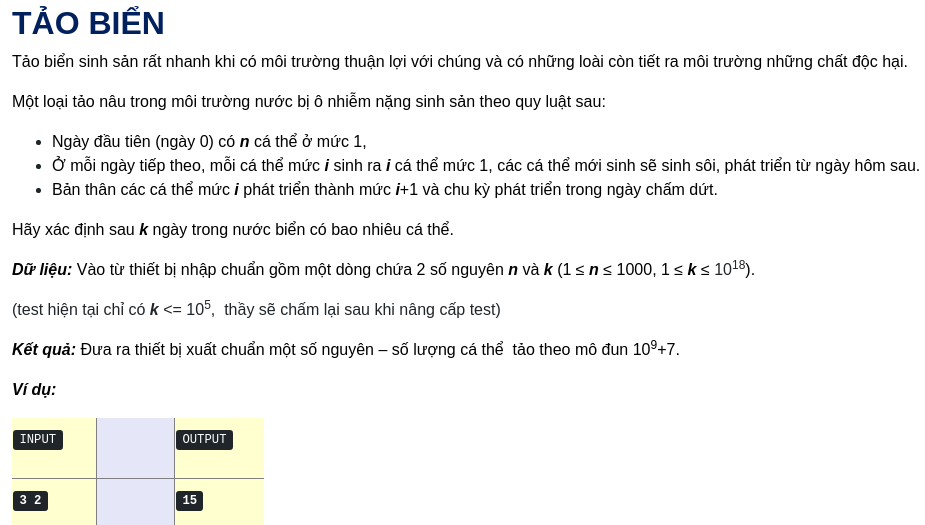 TẢO BIỂN
Tảo biển sinh sản rất nhanh khi có môi trường thuận lợi với chúng và có những loài còn tiết ra môi trường những chất độc hại.
Một loại tảo nâu trong môi trường nước bị ô nhiễm nặng sinh sản theo quy luật sau:
• Ngày đầu tiên (ngày 0) có n cá thể ở mức 1,
• Ở mỗi ngày tiếp theo, mỗi cá thể mức i sinh ra i cá thể mức 1, các cá thể mới sinh sẽ sinh sôi, phát triển từ ngày hôm sau.
• Bản thân các cá thể mức i phát triển thành mức i+1 và chu kỳ phát triển trong ngày chấm dứt.
Hãy xác định sau k ngày trong nước biển có bao nhiêu cá thể.
Dữ liệu: Vào từ thiết bị nhập chuẩn gồm một dòng chứa 2 số nguyên n và k (1 ≤ n ≤ 1000, 1 ≤ k ≤ 10¹⁸).
(test hiện tại chỉ có k <= 10⁵, thầy sẽ chấm lại sau khi nâng cấp test)
Kết quả: Đưa ra thiết bị xuất chuẩn một số nguyên – số lượng cá thể tảo theo mô đun 10⁹+7.
Ví dụ:
INPUT OUTPUT
3 2 15